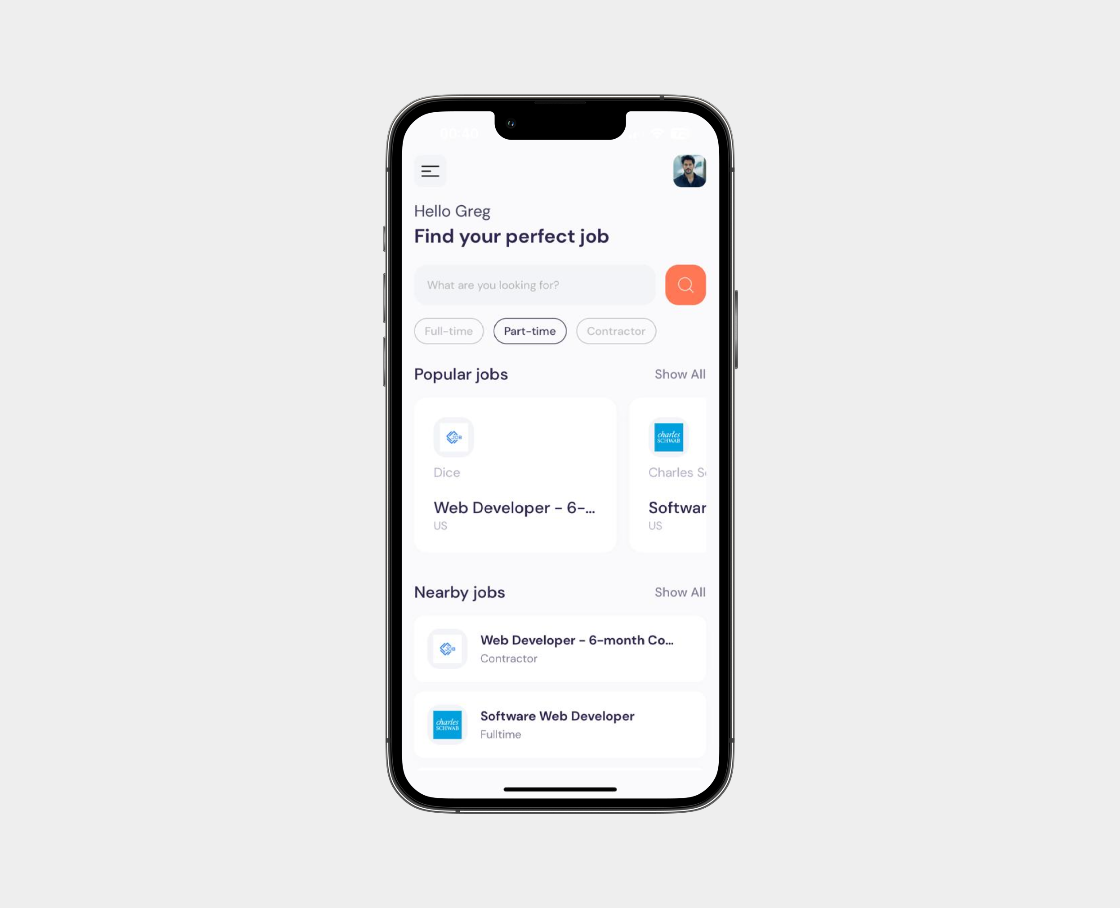 Hello Greg
Find your perfect job
What are you looking for?
Full-time Part-time Contractor
Popular jobs Show All
charles
SCHWAB
Dice
Charles S
Web Developer - 6-...
Softwar
US
US
Nearby jobs Show All
Web Developer - 6-month Co...
Contractor
charles
SCHWAB
Software Web Developer
Fulltime